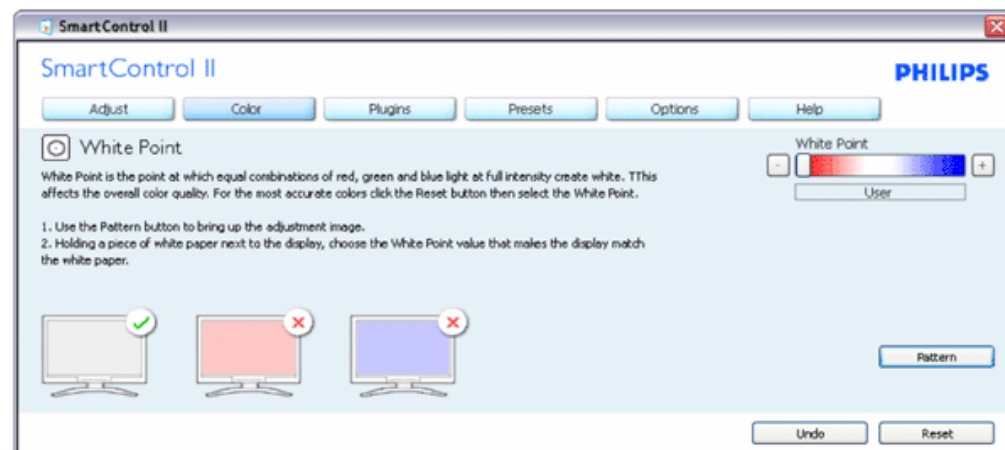 SmartControl II
SmartControl II
PHILIPS
Adjust Color Plugins Presets Options Help
White Point
White Point is the point at which equal combinations of red, green and blue light at full intensity create white. TThis
affects the overall color quality. For the most accurate colors click the Reset button then select the White Point.
1. Use the Pattern button to bring up the adjustment image.
2. Holding a piece of white paper next to the display, choose the White Point value that makes the display match
the white paper.
White Point
- +
User
Pattern
Undo Reset